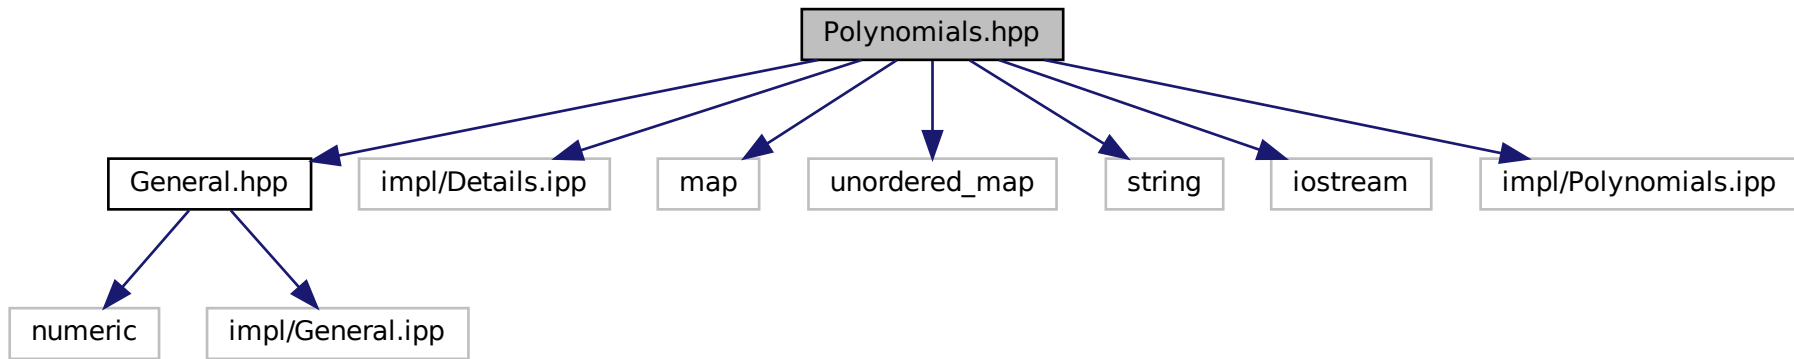 Polynomials.hpp
General.hpp
impl/Details.ipp
map
unordered_map
string
iostream
impl/Polynomials.ipp
numeric
impl/General.ipp